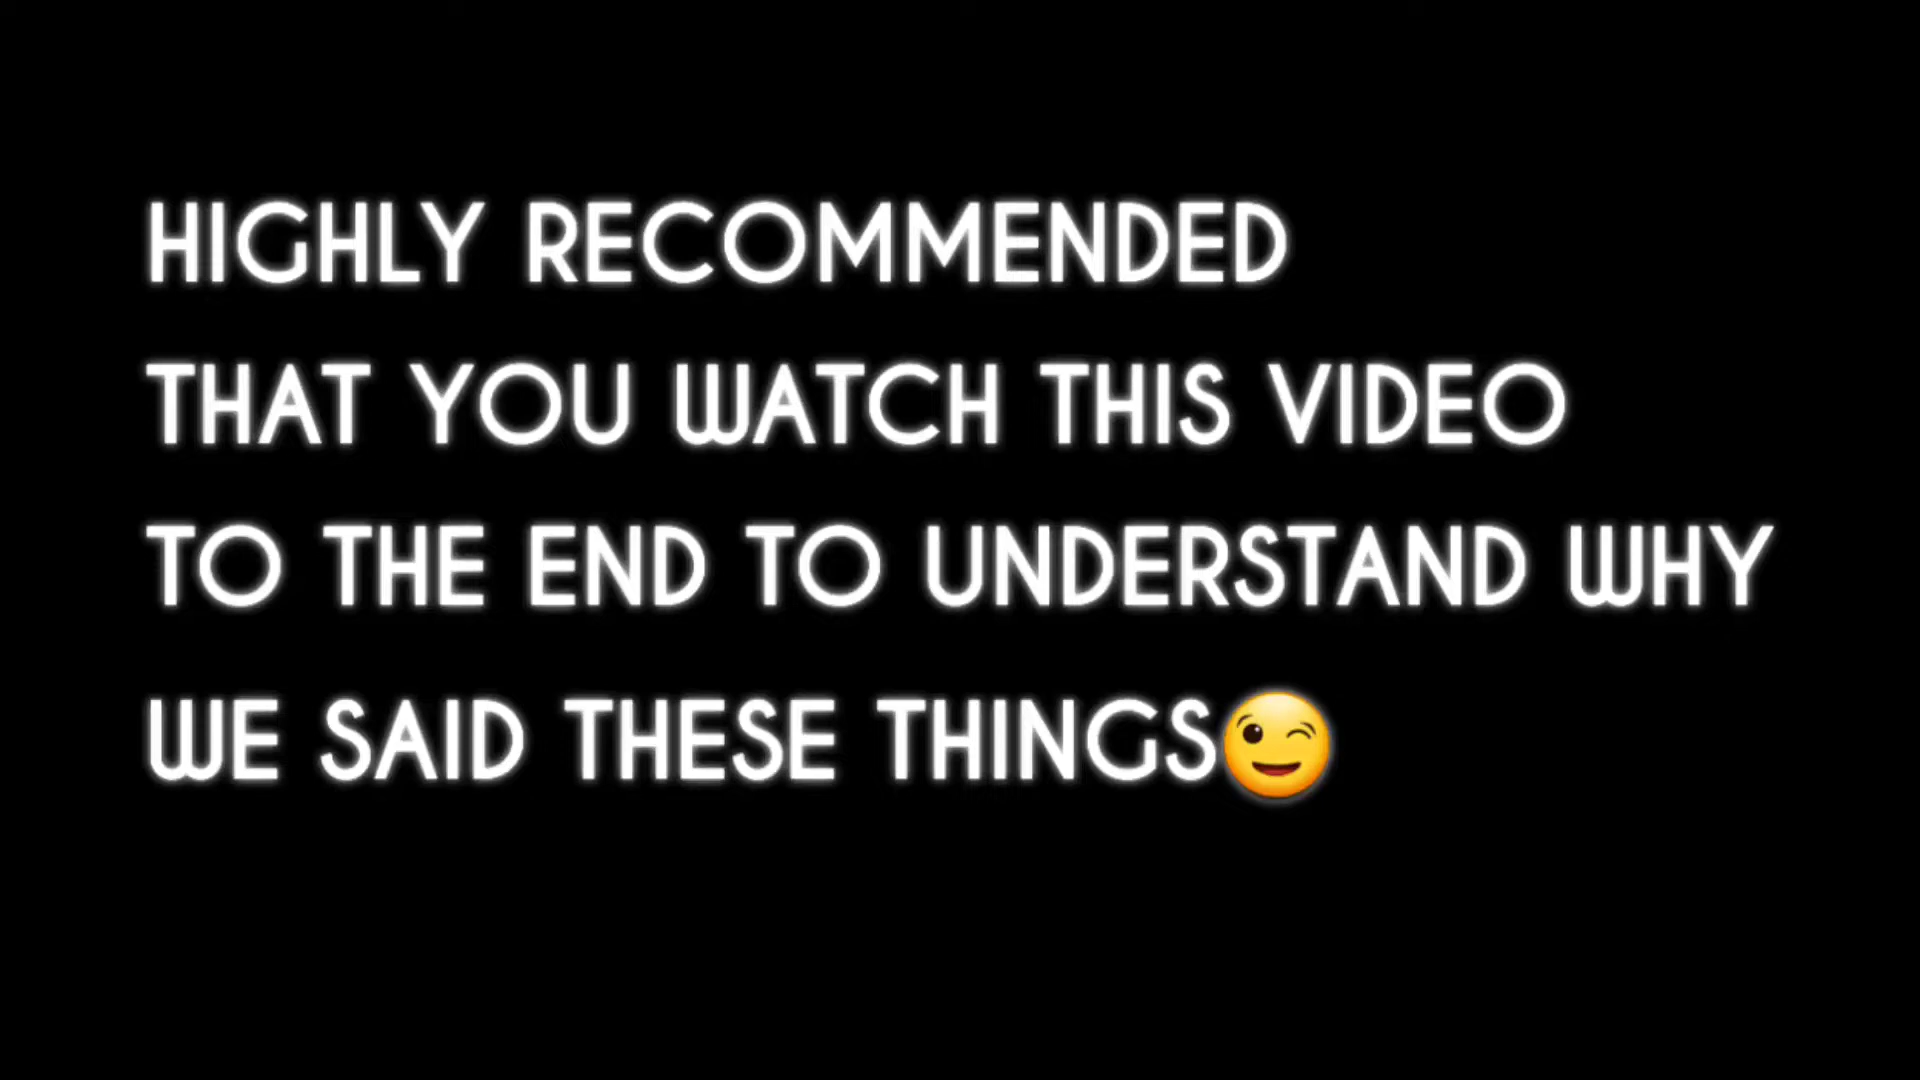 HIGHLY RECOMMENDED
THAT YOU WATCH THIS VIDEO
TO THE END TO UNDERSTAND WHY
WE SAID THESE THINGS😉